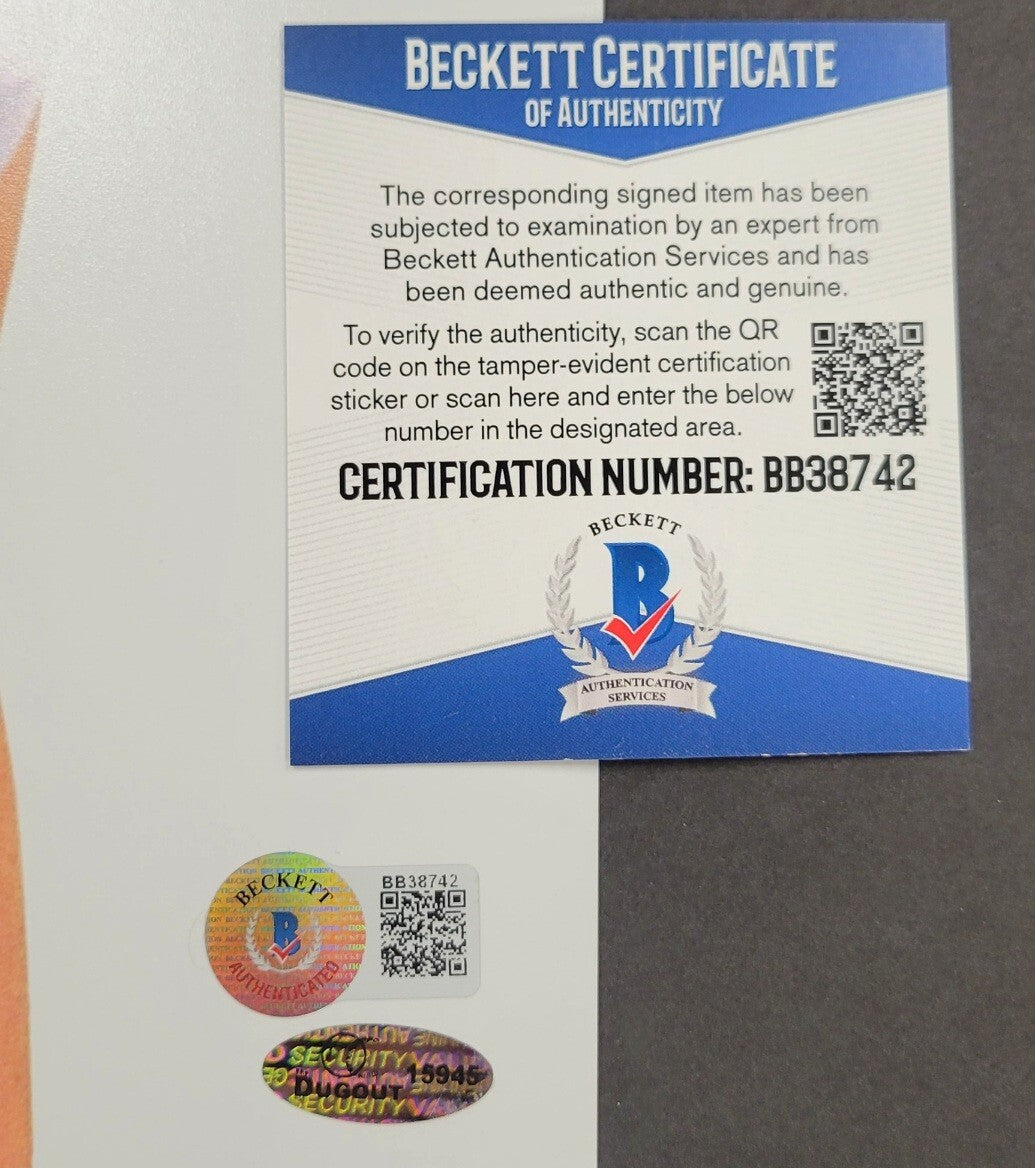 BECKETT CERTIFICATE
OF AUTHENTICITY
The corresponding signed item has been
subjected to examination by an expert from
Beckett Authentication Services and has
been deemed authentic and genuine.
To verify the authenticity, scan the QR
code on the tamper-evident certification
sticker or scan here and enter the below
number in the designated area.
CERTIFICATION NUMBER: BB38742
BECKETT
B
AUTHENTICATION
SERVICES
BECKETT
B
AUTHENTICATED
BB38742
SECURITY
DUGOUT 15945
SECURITY